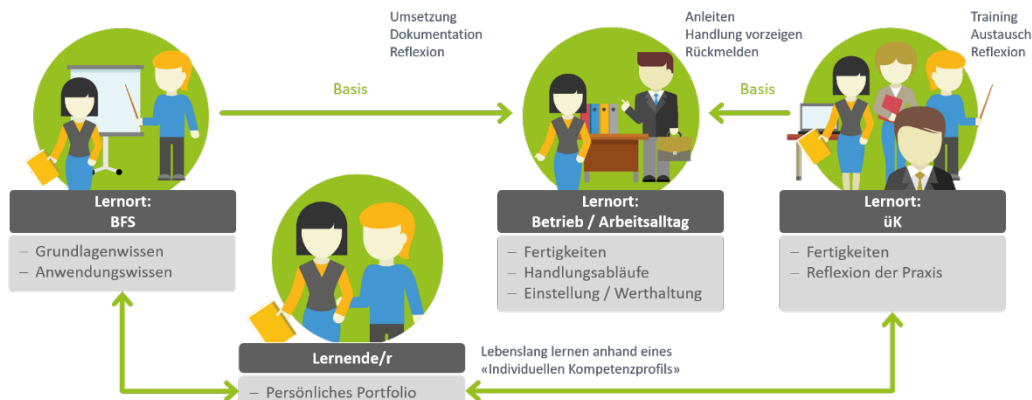 Umsetzung
Dokumentation
Reflexion
Anleiten
Handlung vorzeigen
Rückmelden
Training
Austausch
Reflexion
Basis
Basis
Lernort:
BFS
– Grundlagenwissen
– Anwendungswissen
Lernort:
Betrieb / Arbeitsalltag
– Fertigkeiten
– Handlungsabläufe
– Einstellung / Werthaltung
Lernort:
üK
– Fertigkeiten
– Reflexion der Praxis
Lernende/r
– Persönliches Portfolio
Lebenslang lernen anhand eines
«Individuellen Kompetenzprofils»